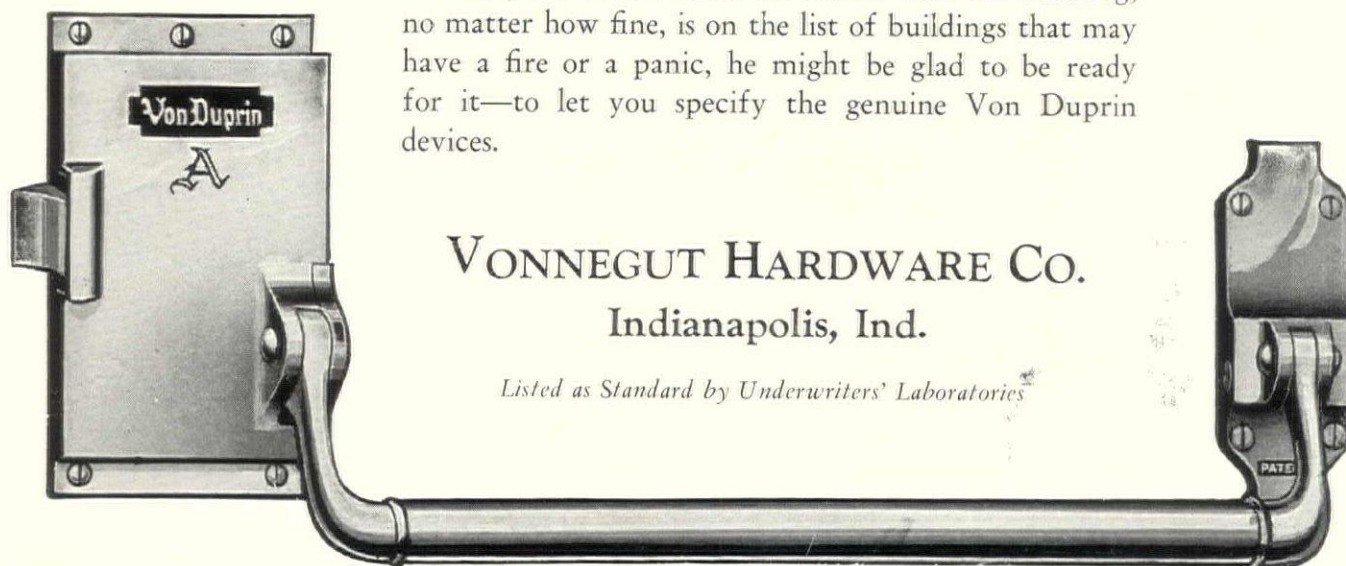 no matter how fine, is on the list of buildings that may
have a fire or a panic, he might be glad to be ready
for it—to let you specify the genuine Von Duprin
devices.
Von Duprin
A
VONNEGUT HARDWARE CO.
Indianapolis, Ind.
Listed as Standard by Underwriters' Laboratories